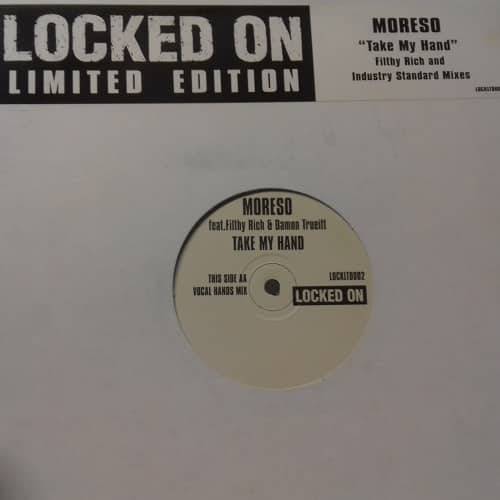 LOCKED ON
LIMITED EDITION
MORESO
"Take My Hand"
Filthy Rich and
Industry Standard Mixes
MORESO
feat.Filthy Rich & Damon Trueitt
TAKE MY HAND
THIS SIDE AA
VOCAL HANDS MIX
LOCKLTD002
LOCKED ON